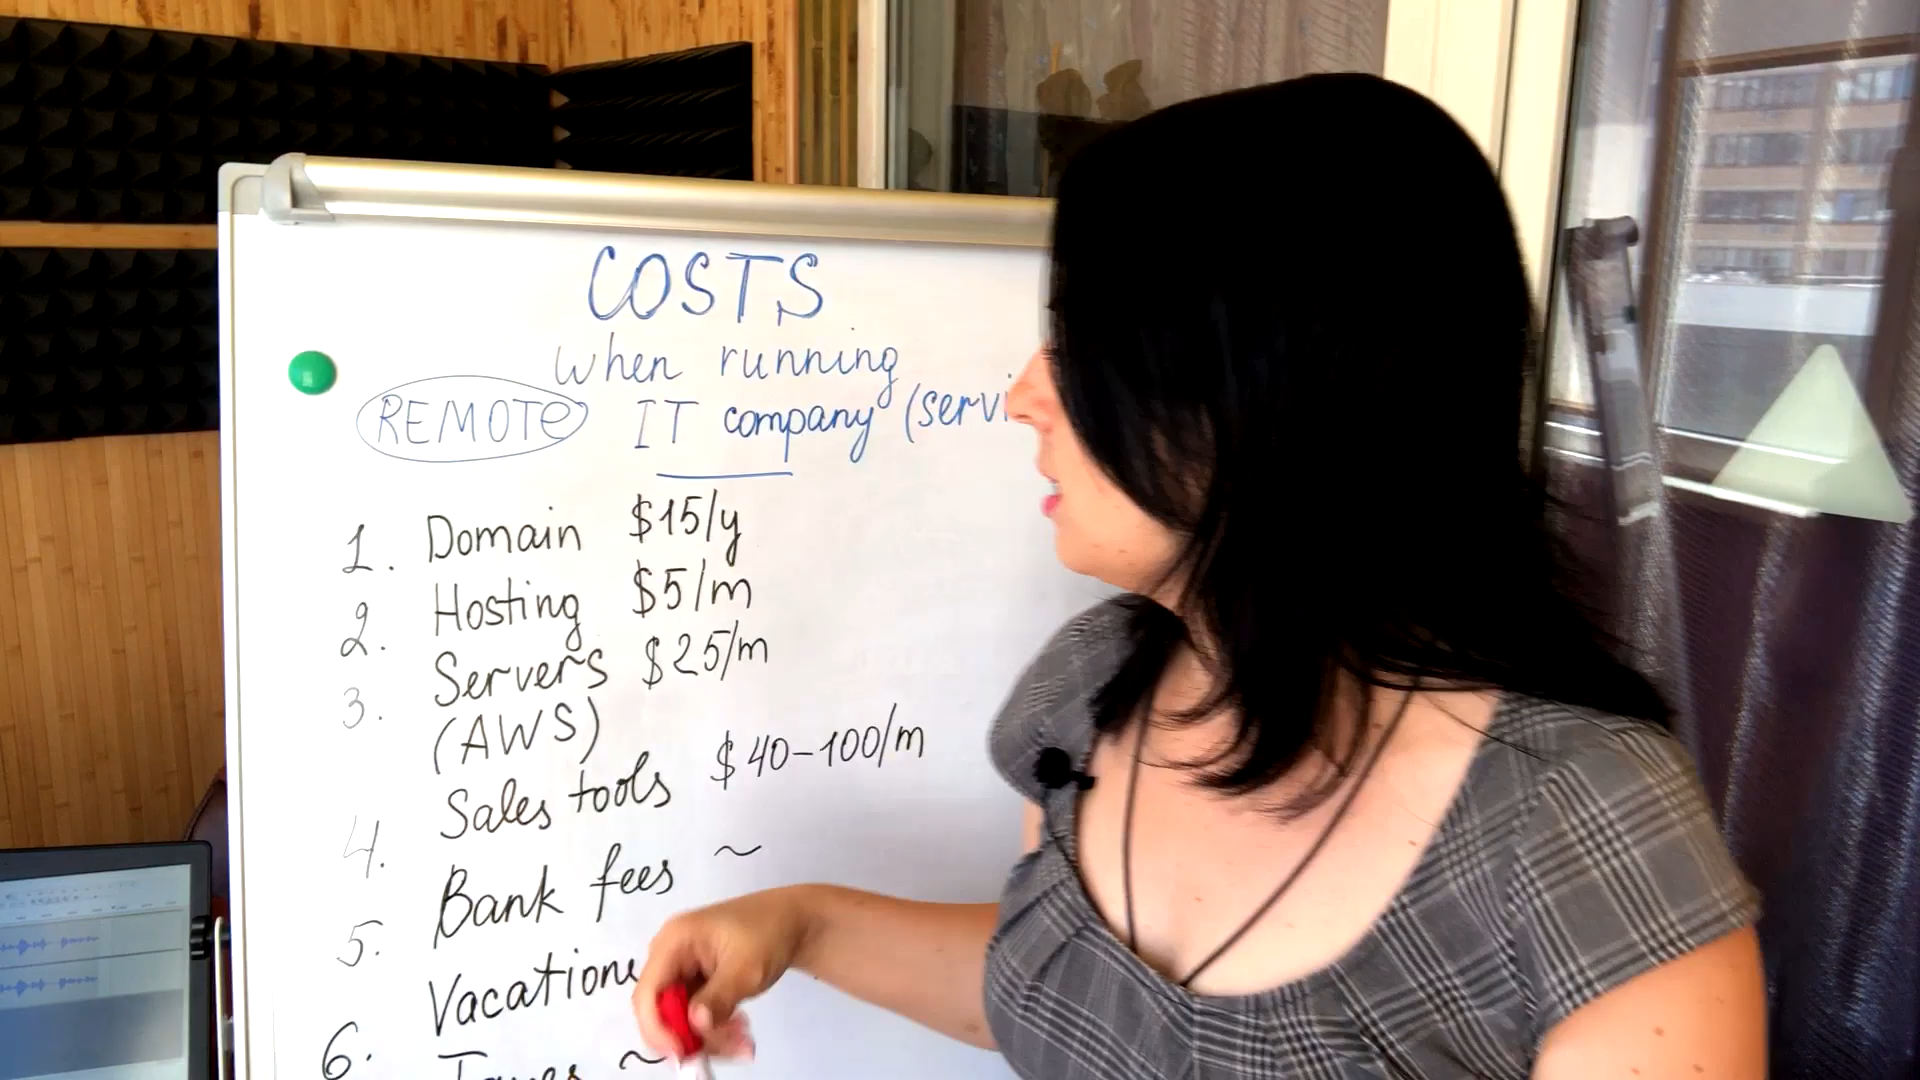 COSTS
when running
REMOTE IT company (servi
1. Domain $15/y
2. Hosting $5/m
3. Servers $25/m
(AWS)
4. Sales tools $40-100/m
5. Bank fees ~
6. Vacation
Taxes ~